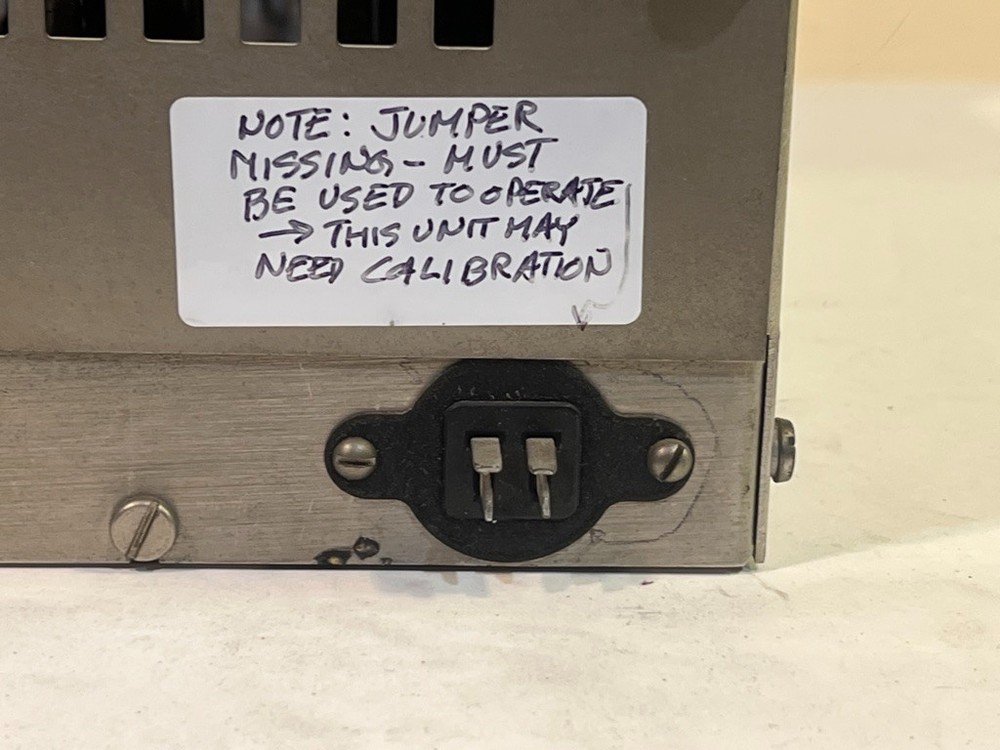 NOTE: JUMPER
MISSING - MUST
BE USED TO OPERATE
→ THIS UNIT MAY
NEED CALIBRATION